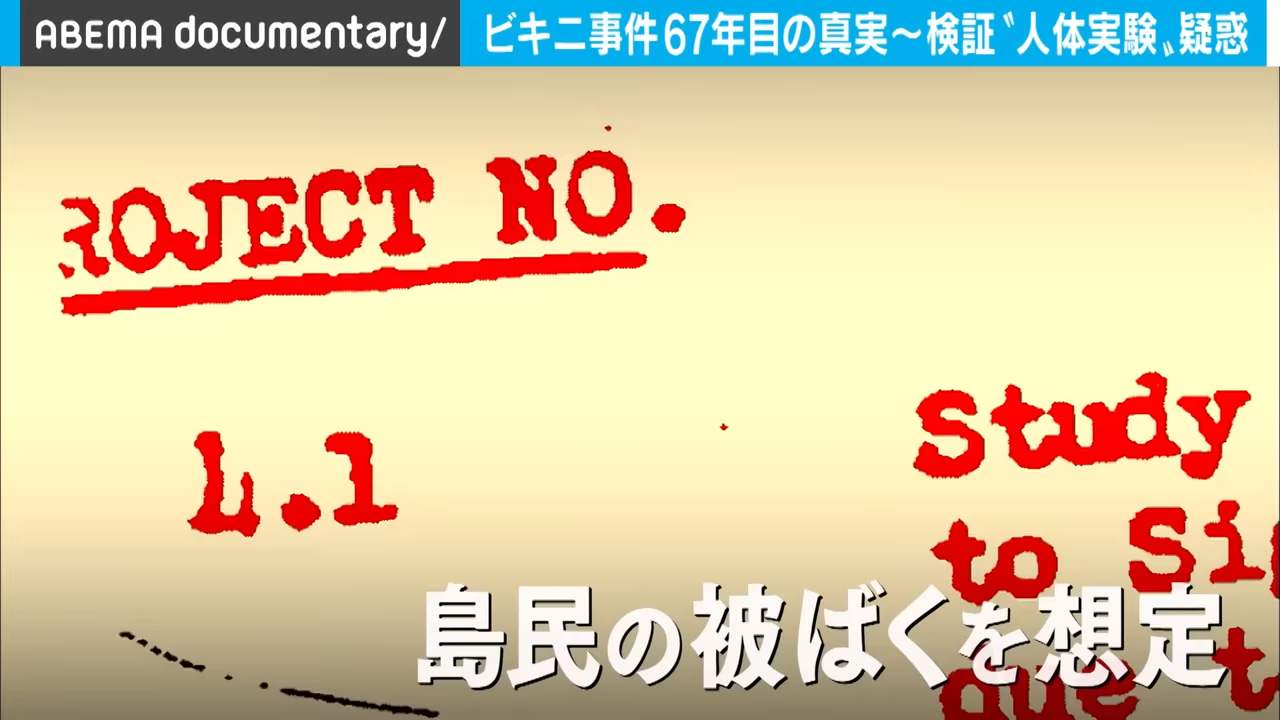 ABEMA documentary/
ビキニ事件67年目の真実～検証〝人体実験〟疑惑
ROJECT NO.
4.1
Study
to Si
島民の被ばくを想定
due t